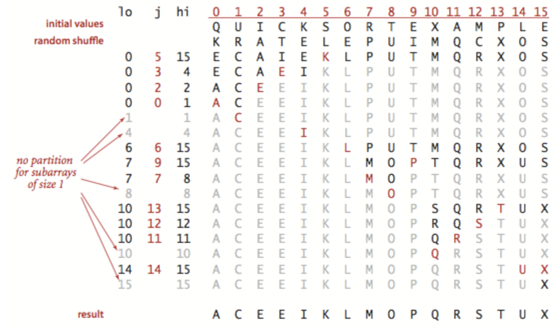 lo j hi 0 1 2 3 4 5 6 7 8 9 10 11 12 13 14 15
initial values Q U I C K S O R T E X A M P L E
random shuffle K R A T E L E P U I M Q C X O S
0 5 15 E C A I E K L P U T M Q R X O S
0 3 4 E C A E I K L P U T M Q R X O S
0 2 2 A C E E I K L P U T M Q R X O S
0 0 1 A C E E I K L P U T M Q R X O S
1 1 A C E E I K L P U T M Q R X O S
4 4 A C E E I K L P U T M Q R X O S
6 6 15 A C E E I K L P U T M Q R X O S
no partition
for subarrays
of size 1
7 9 15 A C E E I K L M O P T Q R X U S
7 7 8 A C E E I K L M O P T Q R X U S
8 8 A C E E I K L M O P T Q R X U S
10 13 15 A C E E I K L M O P S Q R T U X
10 12 12 A C E E I K L M O P R Q S T U X
10 11 11 A C E E I K L M O P Q R S T U X
10 10 A C E E I K L M O P Q R S T U X
14 14 15 A C E E I K L M O P Q R S T U X
15 15 A C E E I K L M O P Q R S T U X
result A C E E I K L M O P Q R S T U X